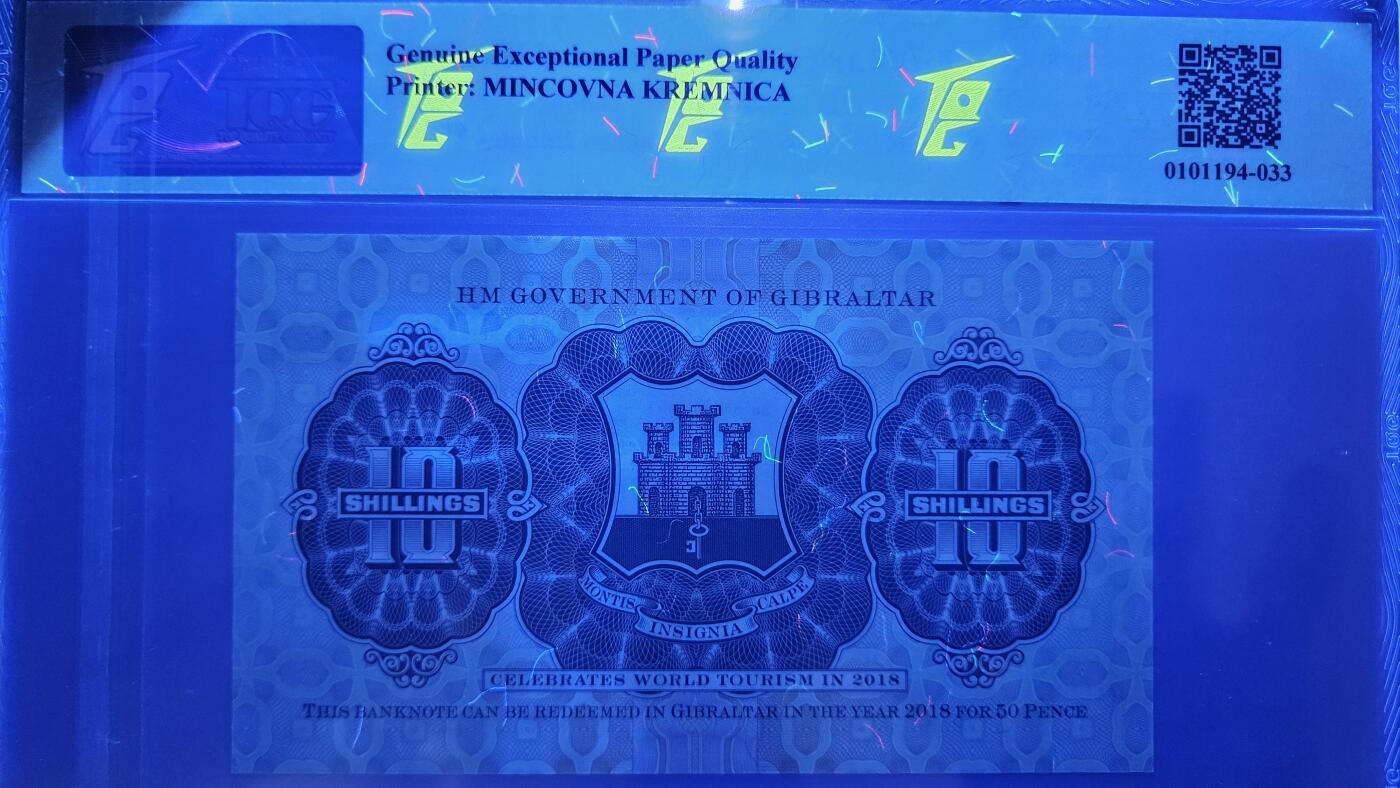 Genuine Exceptional Paper Quality
Printer: MINCOVNA KREMNICA
TQG
0101194-033
HM GOVERNMENT OF GIBRALTAR
10
SHILLINGS
10
SHILLINGS
MONTIS INSIGNIA CALPE
CELEBRATES WORLD TOURISM IN 2018
THIS BANKNOTE CAN BE REDEEMED IN GIBRALTAR IN THE YEAR 2018 FOR 50 PENCE